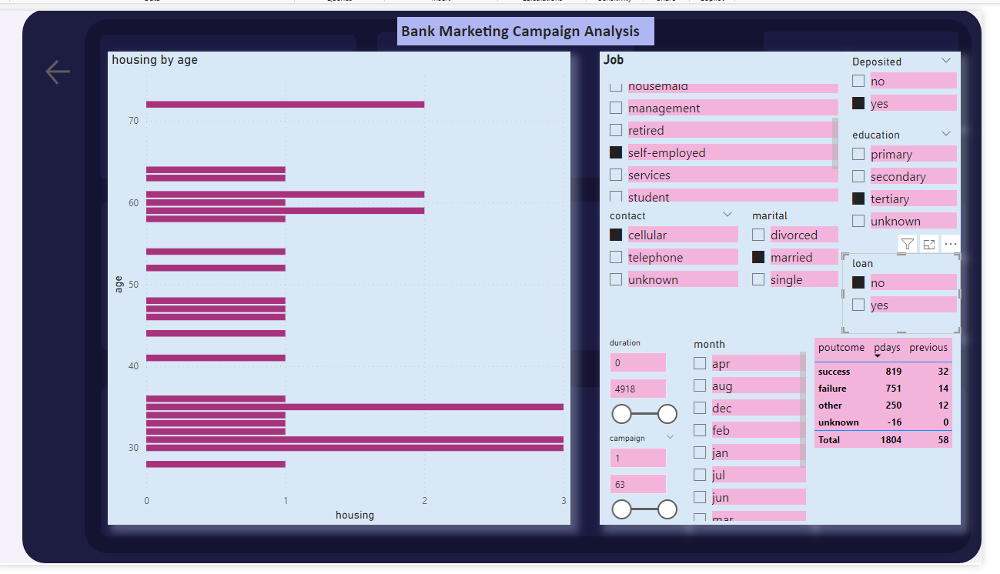 Bank Marketing Campaign Analysis
housing by age
70
60
50
40
30
age
0 1 2 3
housing
Job
housemaid
management
retired
self-employed
services
student
Deposited
no
yes
education
primary
secondary
tertiary
unknown
contact
cellular
telephone
unknown
marital
divorced
married
single
loan
no
yes
duration
0
4918
campaign
1
63
month
apr
aug
dec
feb
jan
jul
jun
mar
poutcome pdays previous
success 819 32
failure 751 14
other 250 12
unknown -16 0
Total 1804 58